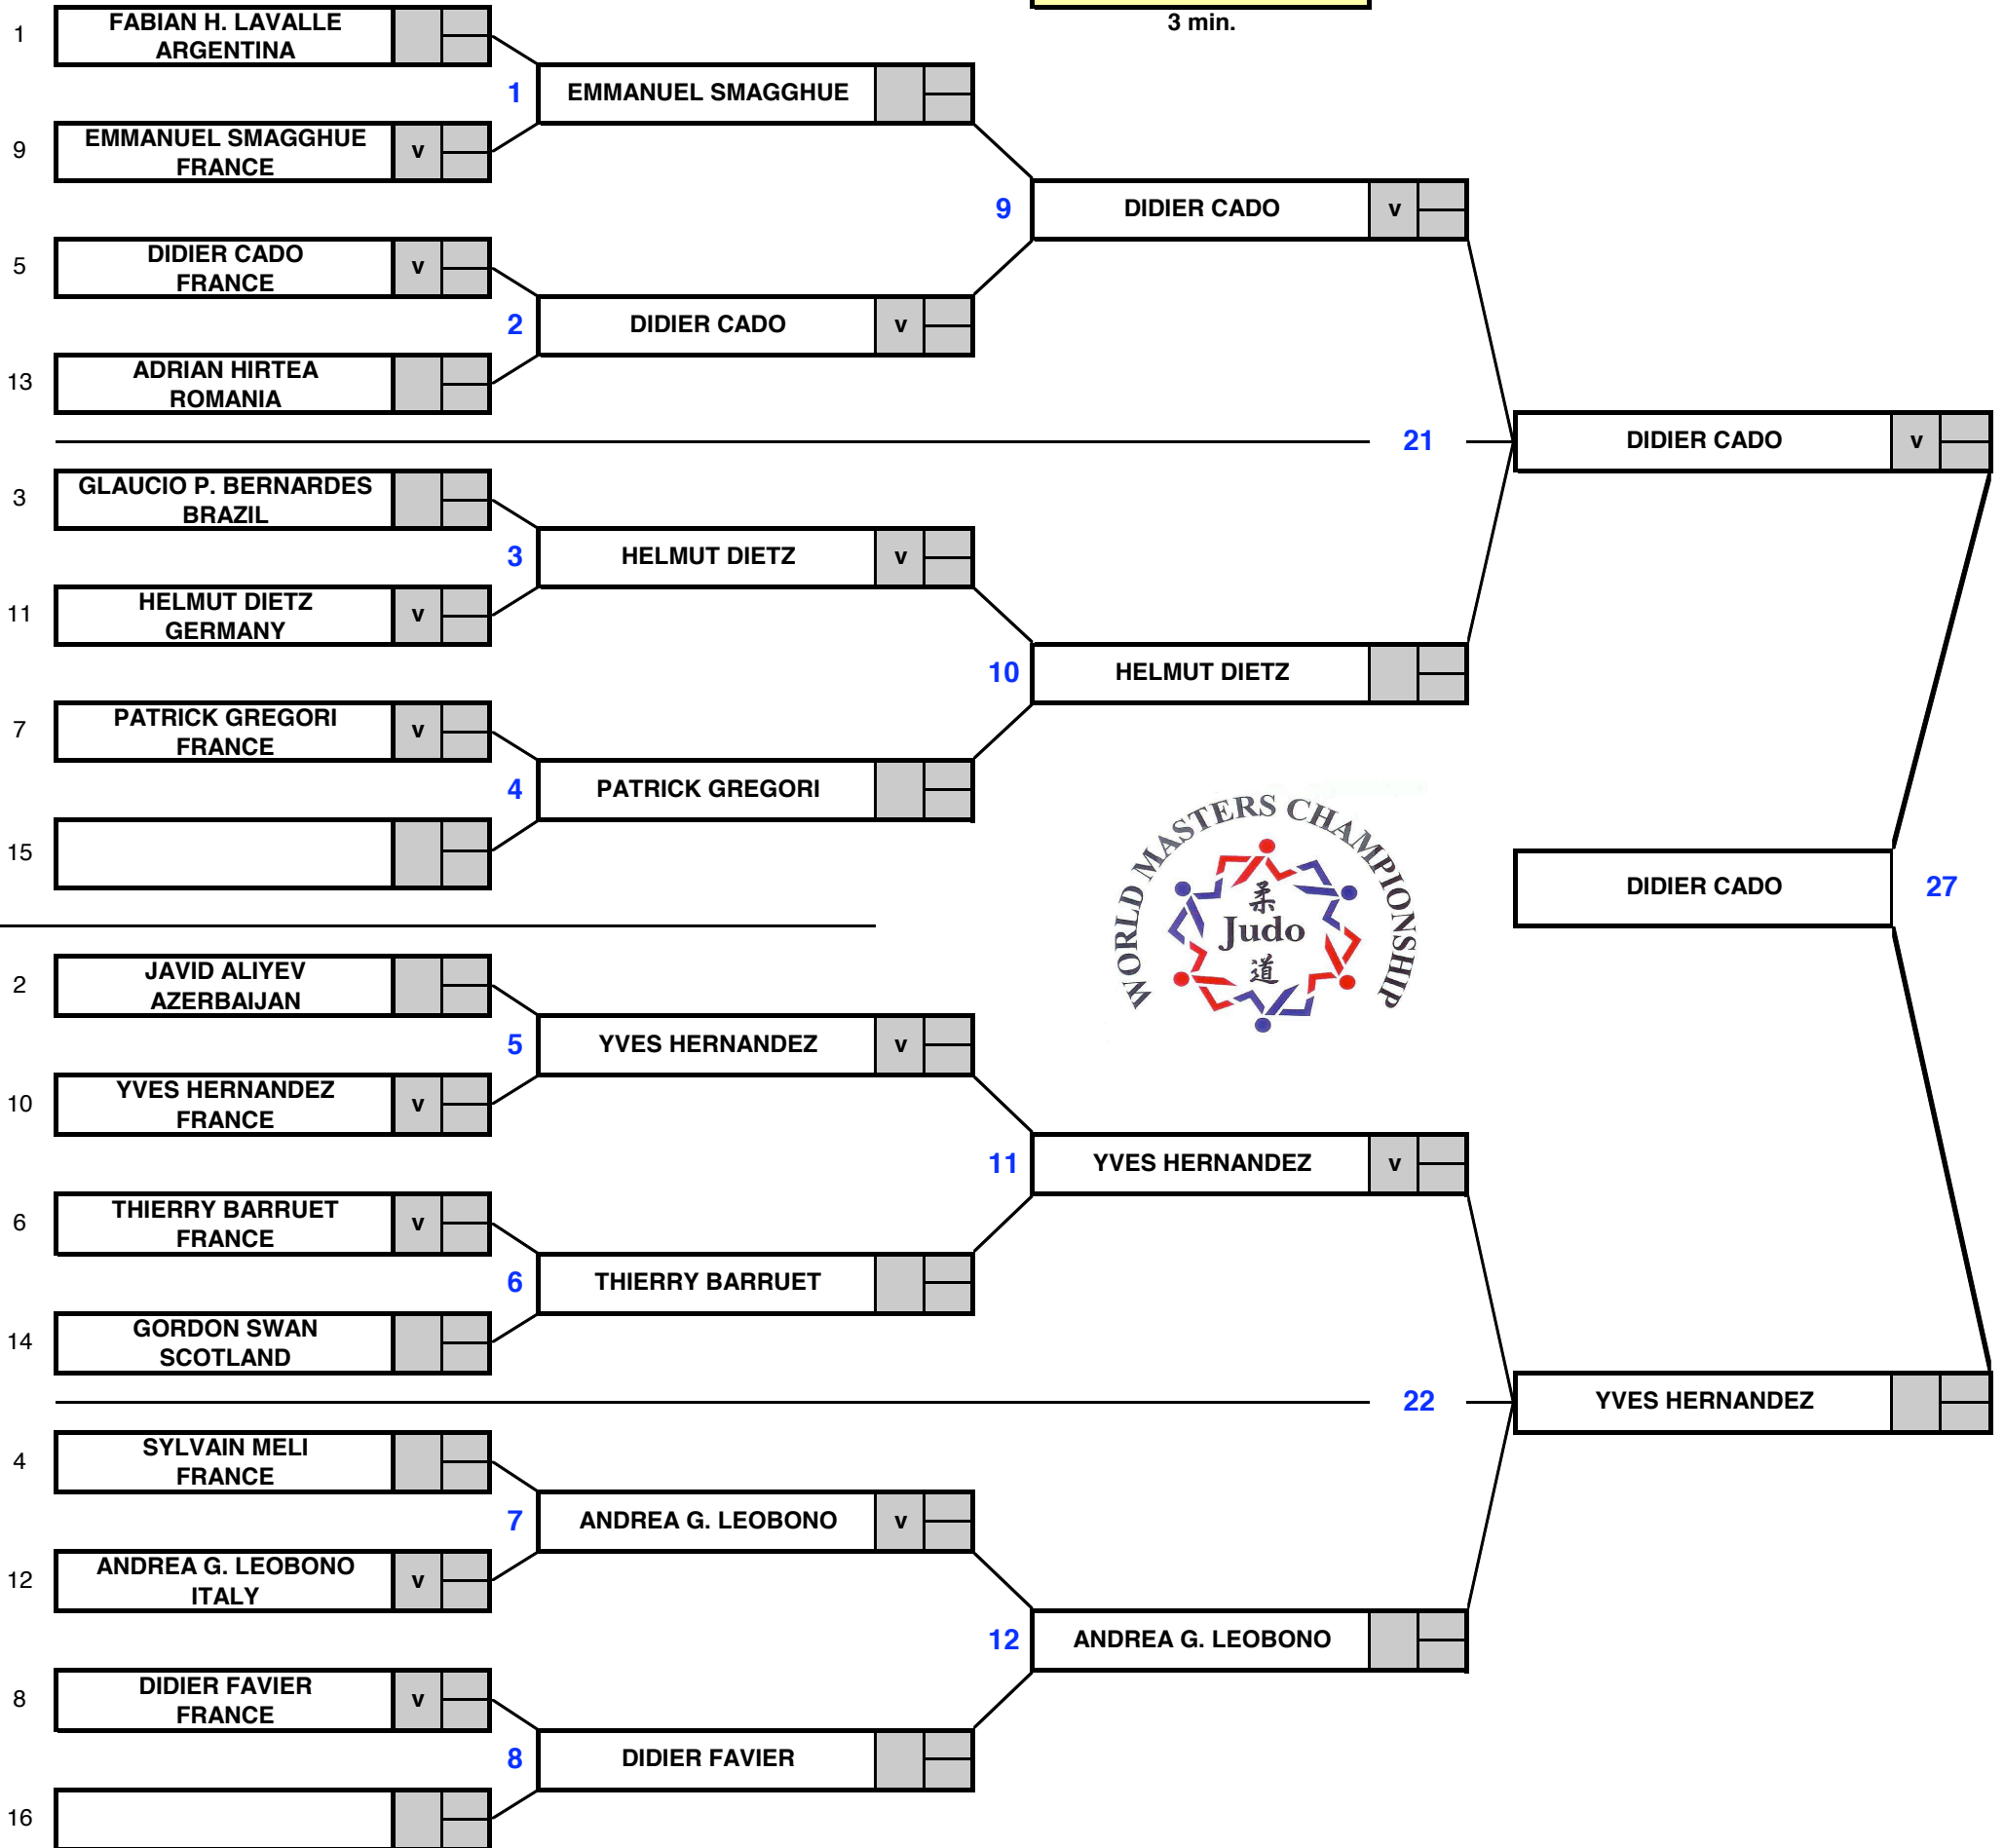 3 min.
1
FABIAN H. LAVALLE
ARGENTINA
1
EMMANUEL SMAGGHUE
9
EMMANUEL SMAGGHUE
FRANCE
v
9
DIDIER CADO
v
5
DIDIER CADO
FRANCE
v
2
DIDIER CADO
v
13
ADRIAN HIRTEA
ROMANIA
21
DIDIER CADO
v
3
GLAUCIO P. BERNARDES
BRAZIL
3
HELMUT DIETZ
v
11
HELMUT DIETZ
GERMANY
v
10
HELMUT DIETZ
7
PATRICK GREGORI
FRANCE
v
4
PATRICK GREGORI
15
WORLD MASTERS CHAMPIONSHIP
柔
Judo
道
DIDIER CADO
27
2
JAVID ALIYEV
AZERBAIJAN
5
YVES HERNANDEZ
v
10
YVES HERNANDEZ
FRANCE
v
11
YVES HERNANDEZ
v
6
THIERRY BARRUET
FRANCE
v
6
THIERRY BARRUET
14
GORDON SWAN
SCOTLAND
22
YVES HERNANDEZ
4
SYLVAIN MELI
FRANCE
7
ANDREA G. LEOBONO
v
12
ANDREA G. LEOBONO
ITALY
v
12
ANDREA G. LEOBONO
8
DIDIER FAVIER
FRANCE
v
8
DIDIER FAVIER
16